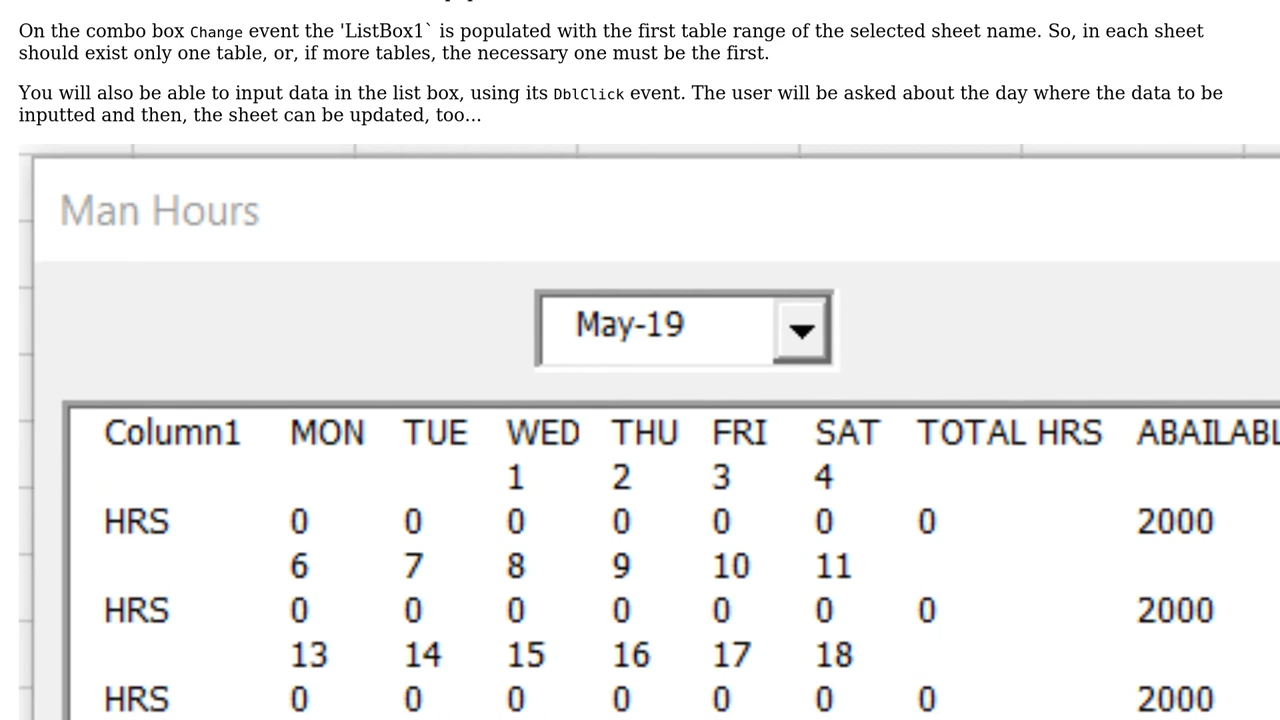 On the combo box Change event the 'ListBox1` is populated with the first table range of the selected sheet name. So, in each sheet
should exist only one table, or, if more tables, the necessary one must be the first.
You will also be able to input data in the list box, using its DblClick event. The user will be asked about the day where the data to be
inputted and then, the sheet can be updated, too...
Man Hours
May-19
Column1 MON TUE WED THU FRI SAT TOTAL HRS ABAILABL
1 2 3 4
HRS 0 0 0 0 0 0 0 2000
6 7 8 9 10 11
HRS 0 0 0 0 0 0 0 2000
13 14 15 16 17 18
HRS 0 0 0 0 0 0 0 2000